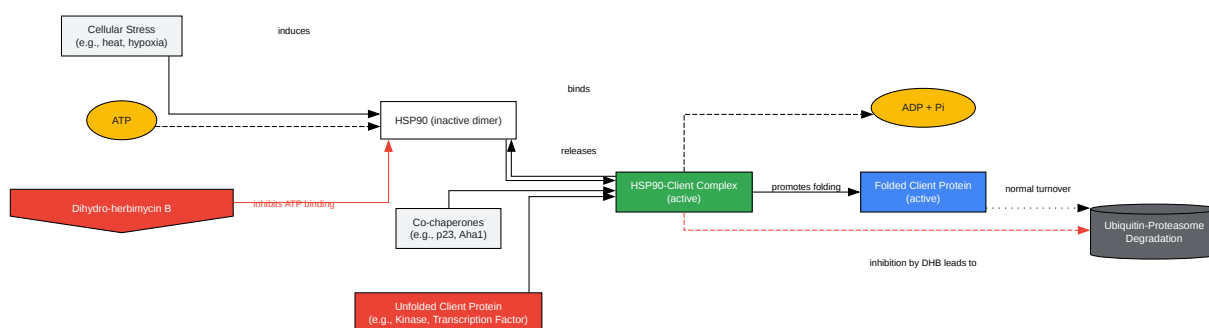 Cellular Stress
(e.g., heat, hypoxia)
induces
binds
ATP
HSP90 (inactive dimer)
ADP + Pi
releases
HSP90-Client Complex
(active)
promotes folding
Folded Client Protein
(active)
normal turnover
Dihydro-herbimycin B
inhibits ATP binding
Co-chaperones
(e.g., p23, Aha1)
Ubiquitin-Proteasome
Degradation
inhibition by DHB leads to
Unfolded Client Protein
(e.g., Kinase, Transcription Factor)